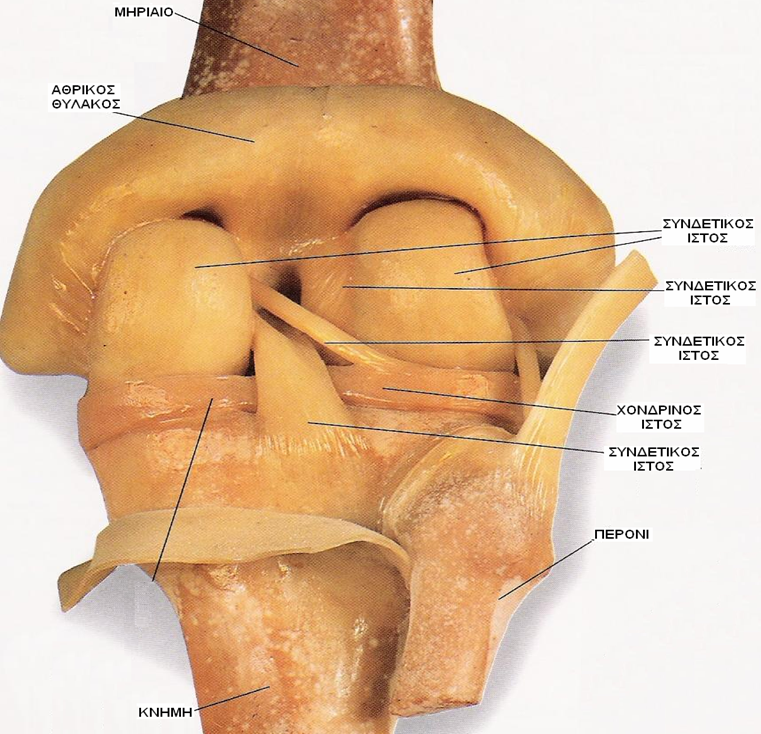 ΜΗΡΙΑΙΟ
ΑΘΡΙΚΟΣ
ΘΥΛΑΚΟΣ
ΣΥΝΔΕΤΙΚΟΣ
ΙΣΤΟΣ
ΣΥΝΔΕΤΙΚΟΣ
ΙΣΤΟΣ
ΣΥΝΔΕΤΙΚΟΣ
ΙΣΤΟΣ
ΧΟΝΔΡΙΝΟΣ
ΙΣΤΟΣ
ΣΥΝΔΕΤΙΚΟΣ
ΙΣΤΟΣ
ΠΕΡΟΝΙ
ΚΝΗΜΗ